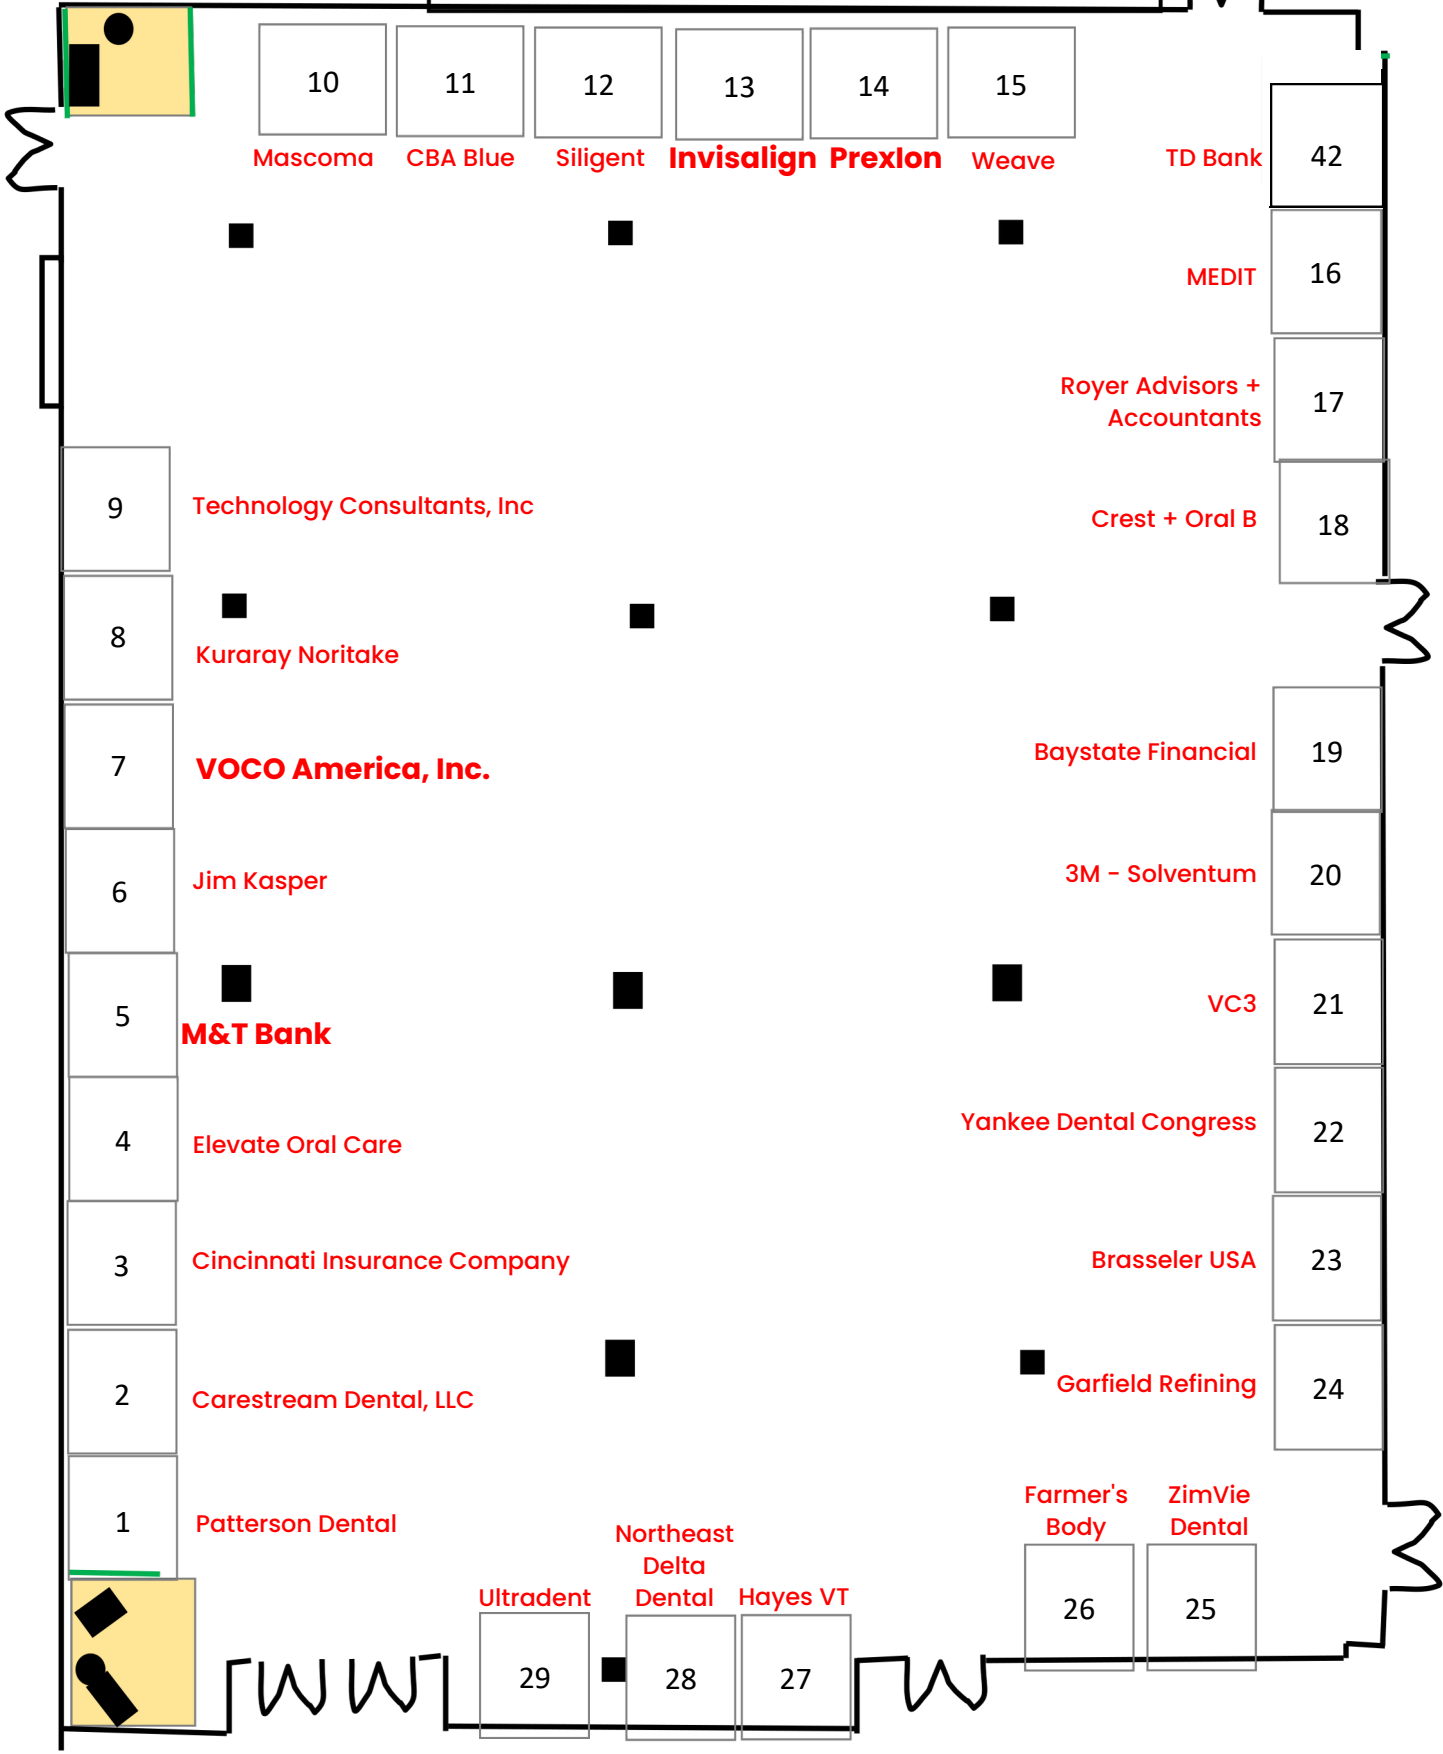 10
11
12
13
14
15
Mascoma
CBA Blue
Siligent
Invisalign
PrexIon
Weave
TD Bank
42
MEDIT
16
Royer Advisors +
Accountants
17
Crest + Oral B
18
9
Technology Consultants, Inc
8
Kuraray Noritake
7
VOCO America, Inc.
6
Jim Kasper
5
M&T Bank
4
Elevate Oral Care
3
Cincinnati Insurance Company
2
Carestream Dental, LLC
1
Patterson Dental
Baystate Financial
19
3M - Solventum
20
VC3
21
Yankee Dental Congress
22
Brasseler USA
23
Garfield Refining
24
Ultradent
29
Northeast
Delta
Dental
28
Hayes VT
27
Farmer's
Body
26
ZimVie
Dental
25